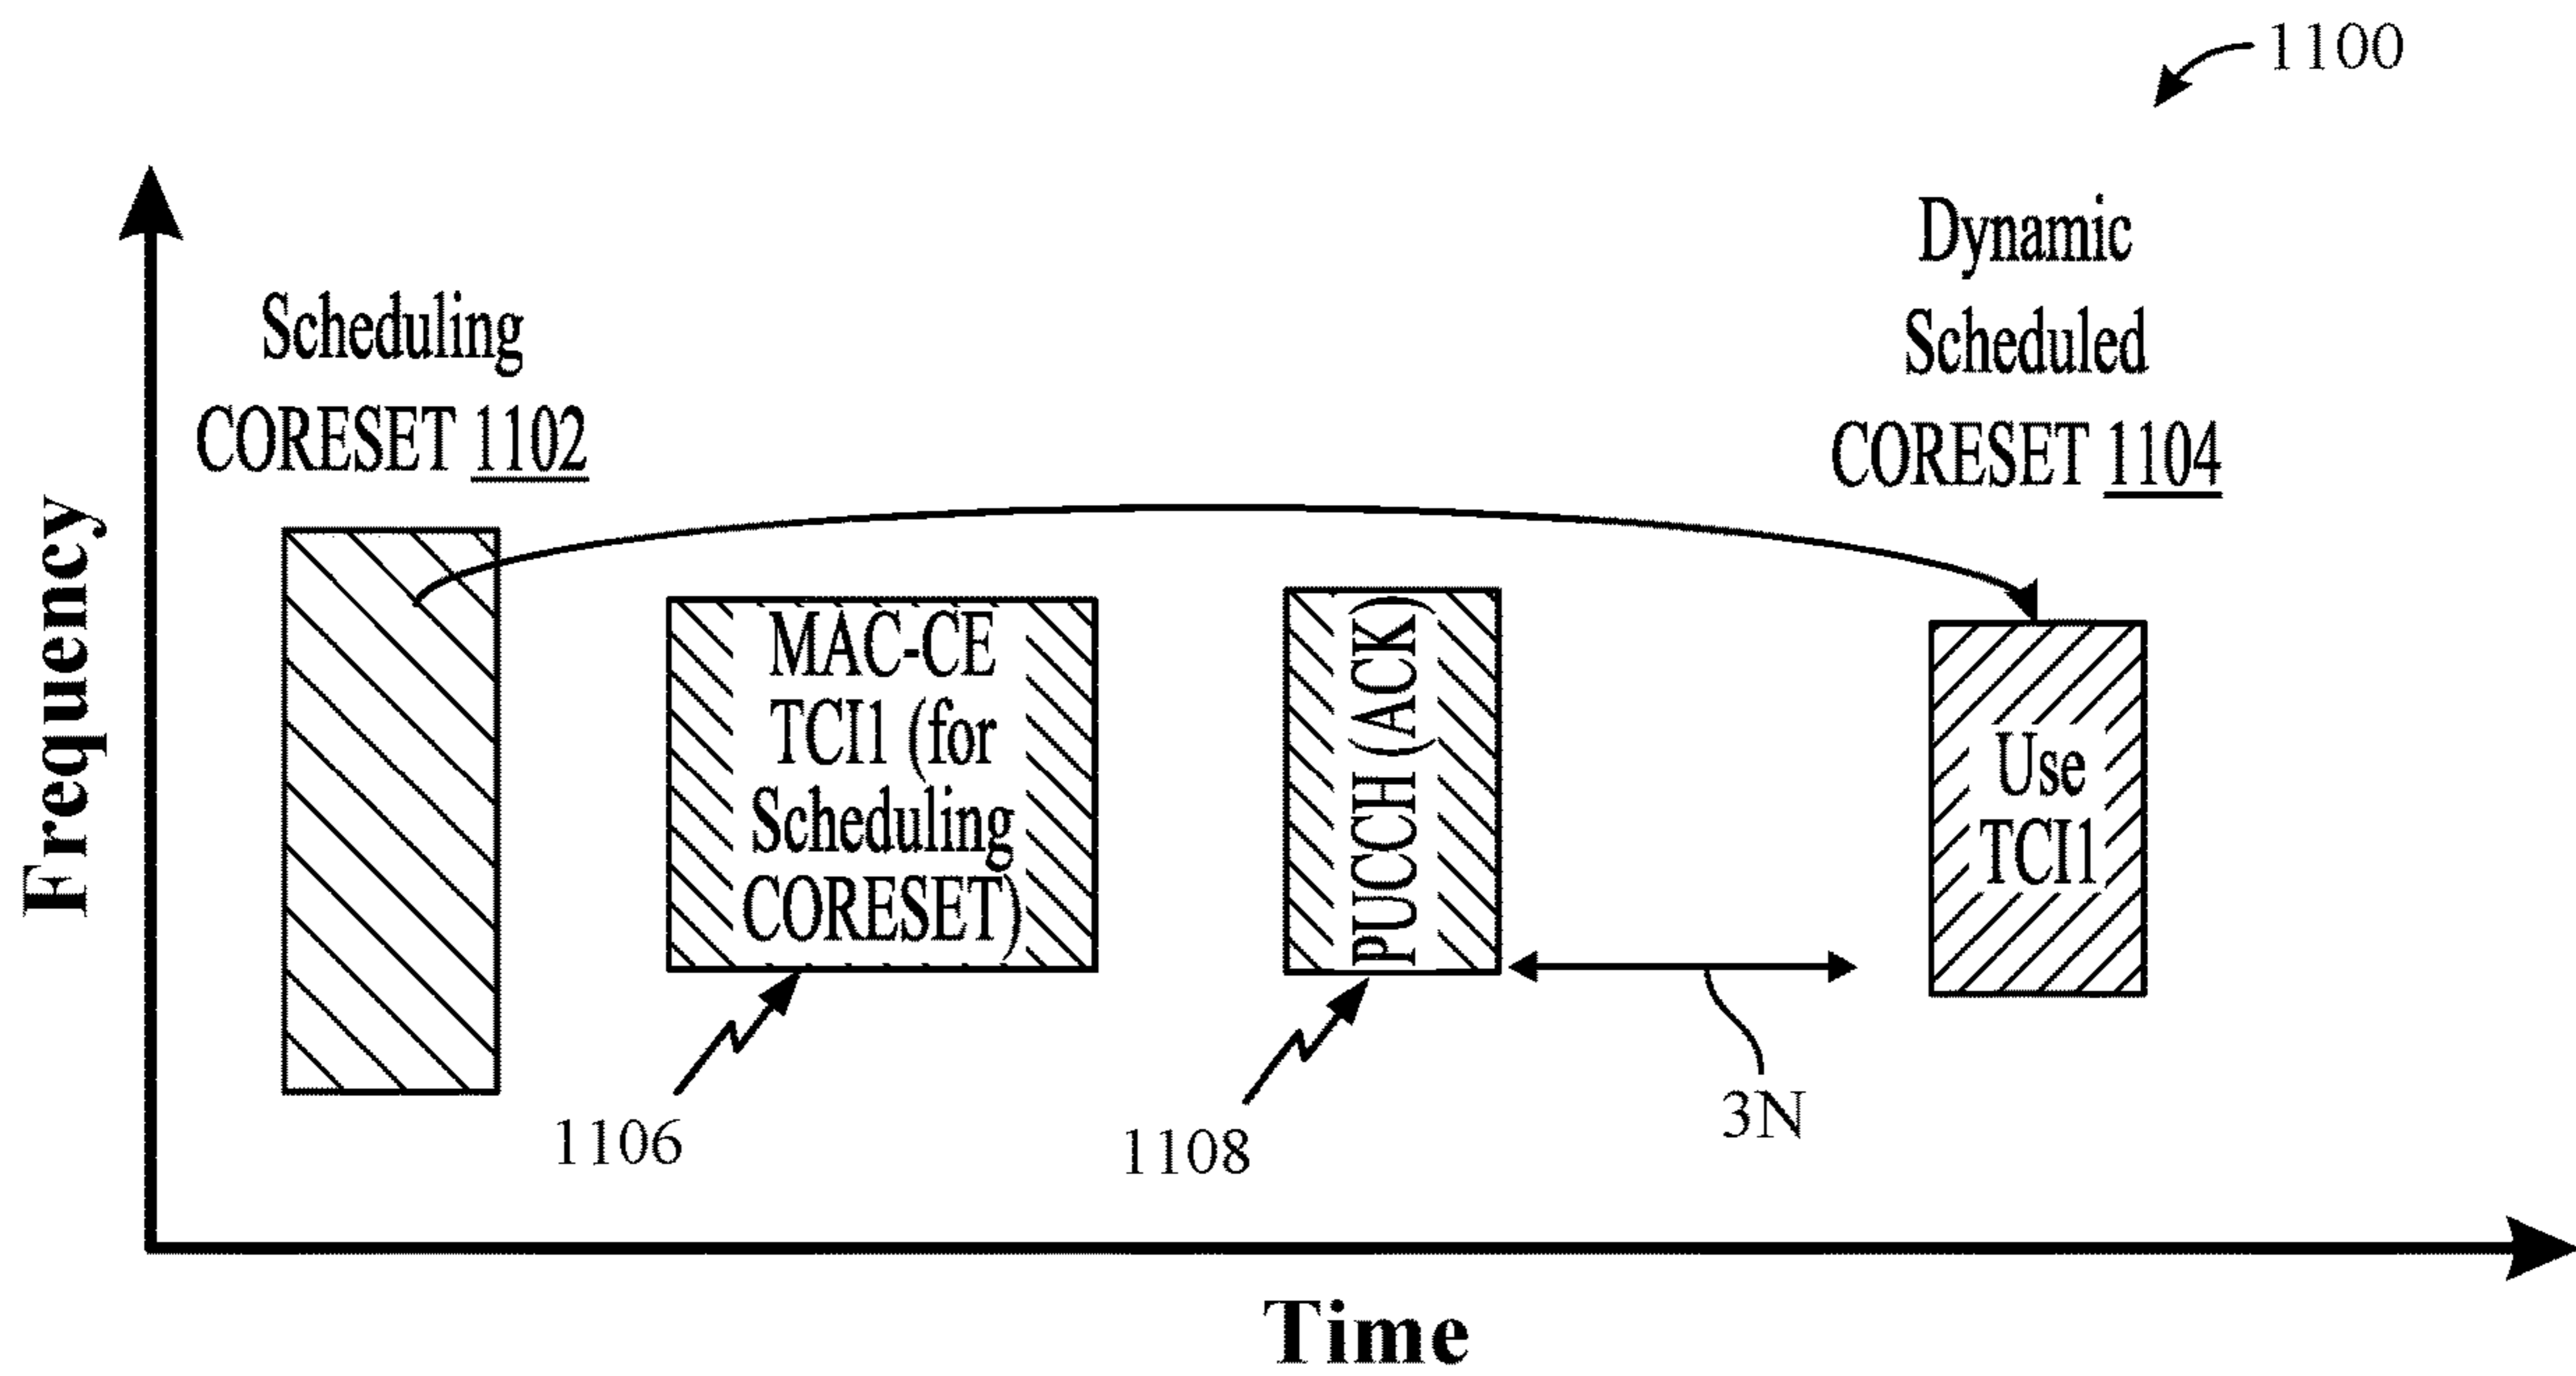 1100
Dynamic
Scheduled
CORESET 1104
Scheduling
CORESET 1102
Frequency
MAC-CE
TCI1 (for
Scheduling
CORESET)
PUCCH (ACK)
Use
TCI1
1106
1108
3N
Time